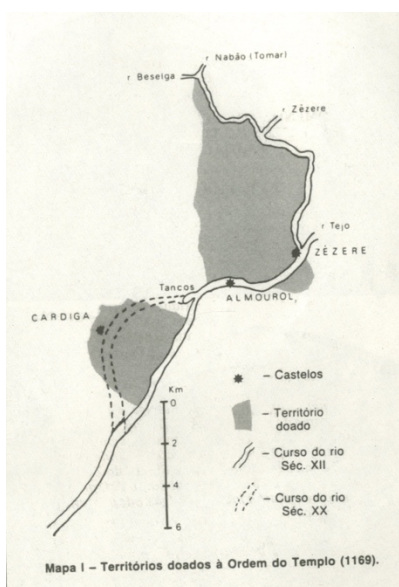 r Nabão (Tomar)
r Beselga
r Zêzere
r Tejo
ZÊZERE
Tancos
ALMOUROL
CARDIGA
Km
0
2
4
6
– Castelos
– Território
doado
– Curso do rio
Séc. XII
– Curso do rio
Séc. XX
Mapa I – Territórios doados à Ordem do Templo (1169).